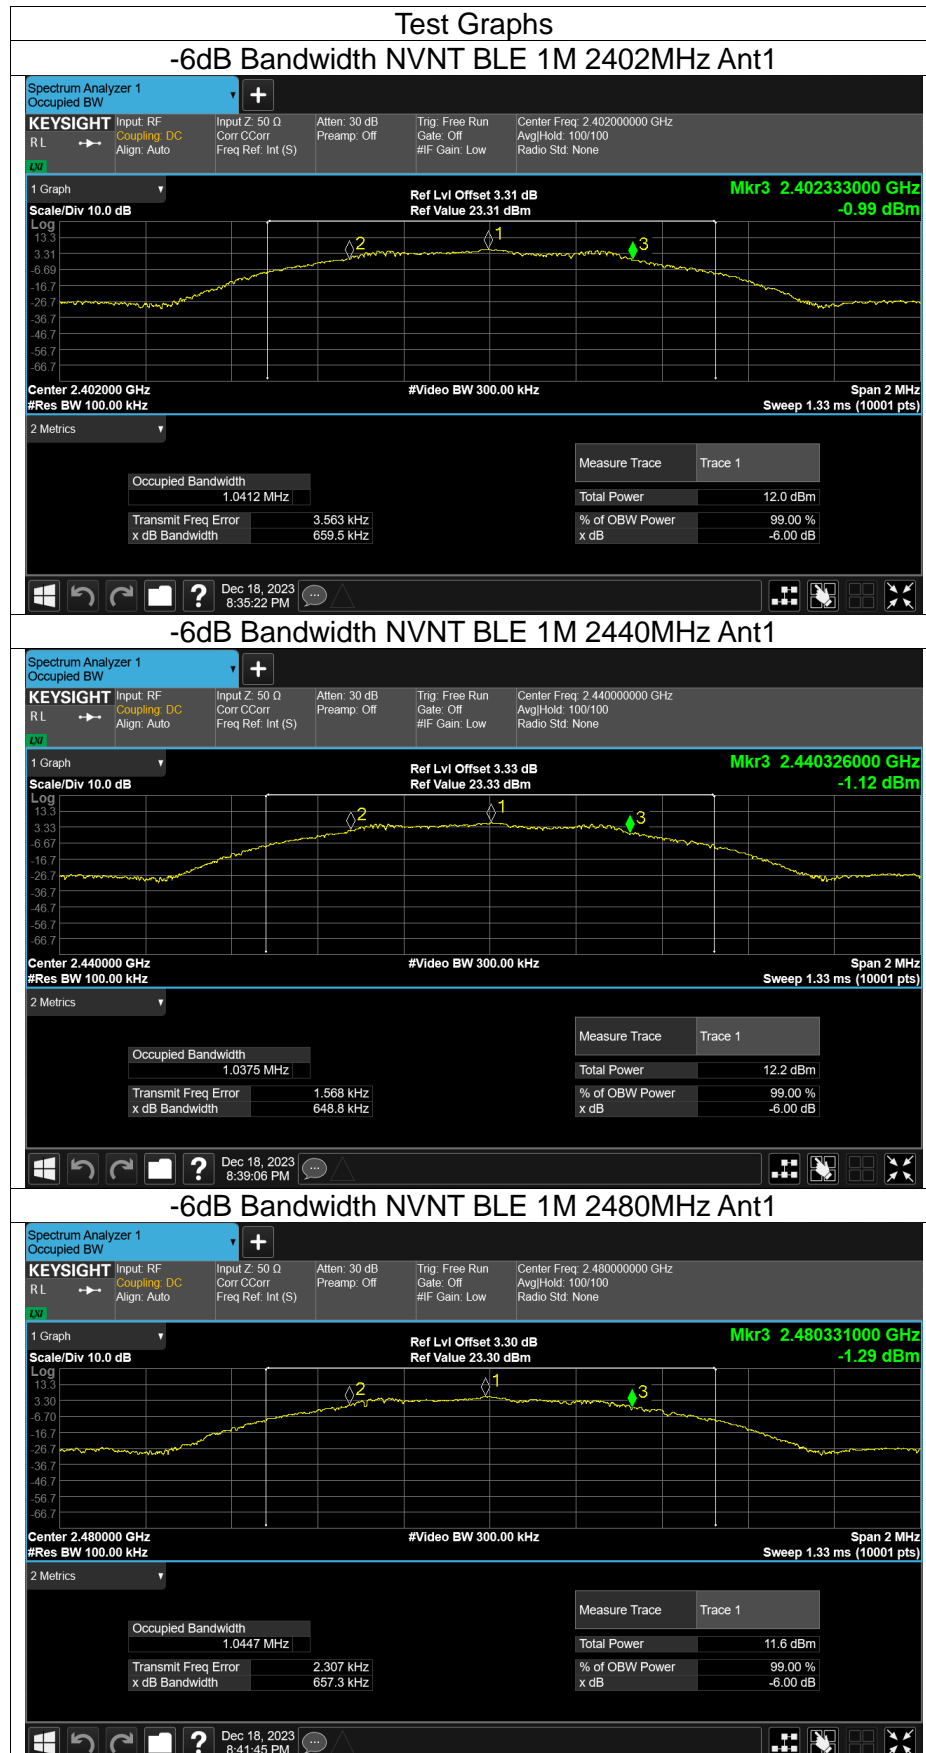 Test Graphs
-6dB Bandwidth NVNT BLE 1M 2402MHz Ant1
Spectrum Analyzer 1
Occupied BW
KEYSIGHT Input: RF Input Z: 50 Ω Atten: 30 dB Trig: Free Run Center Freq: 2.402000000 GHz
RL Coupling: DC Corr CCorr Preamp: Off Gate: Off Avg|Hold: 100/100
Align: Auto Freq Ref: Int (S) #IF Gain: Low Radio Std: None
LXI
1 Graph Ref Lvl Offset 3.31 dB Mkr3 2.402333000 GHz
Scale/Div 10.0 dB Ref Value 23.31 dBm -0.99 dBm
Log
13.3
3.31
-6.69
-16.7
-26.7
-36.7
-46.7
-56.7
-66.7
2 1 3
Center 2.402000 GHz #Video BW 300.00 kHz Span 2 MHz
#Res BW 100.00 kHz Sweep 1.33 ms (10001 pts)
2 Metrics
Measure Trace Trace 1
Occupied Bandwidth
1.0412 MHz Total Power 12.0 dBm
Transmit Freq Error 3.563 kHz % of OBW Power 99.00 %
x dB Bandwidth 659.5 kHz x dB -6.00 dB
? Dec 18, 2023
8:35:22 PM
-6dB Bandwidth NVNT BLE 1M 2440MHz Ant1
Spectrum Analyzer 1
Occupied BW
KEYSIGHT Input: RF Input Z: 50 Ω Atten: 30 dB Trig: Free Run Center Freq: 2.440000000 GHz
RL Coupling: DC Corr CCorr Preamp: Off Gate: Off Avg|Hold: 100/100
Align: Auto Freq Ref: Int (S) #IF Gain: Low Radio Std: None
LXI
1 Graph Ref Lvl Offset 3.33 dB Mkr3 2.440326000 GHz
Scale/Div 10.0 dB Ref Value 23.33 dBm -1.12 dBm
Log
13.3
3.33
-6.67
-16.7
-26.7
-36.7
-46.7
-56.7
-66.7
2 1 3
Center 2.440000 GHz #Video BW 300.00 kHz Span 2 MHz
#Res BW 100.00 kHz Sweep 1.33 ms (10001 pts)
2 Metrics
Measure Trace Trace 1
Occupied Bandwidth
1.0375 MHz Total Power 12.2 dBm
Transmit Freq Error 1.568 kHz % of OBW Power 99.00 %
x dB Bandwidth 648.8 kHz x dB -6.00 dB
? Dec 18, 2023
8:39:06 PM
-6dB Bandwidth NVNT BLE 1M 2480MHz Ant1
Spectrum Analyzer 1
Occupied BW
KEYSIGHT Input: RF Input Z: 50 Ω Atten: 30 dB Trig: Free Run Center Freq: 2.480000000 GHz
RL Coupling: DC Corr CCorr Preamp: Off Gate: Off Avg|Hold: 100/100
Align: Auto Freq Ref: Int (S) #IF Gain: Low Radio Std: None
LXI
1 Graph Ref Lvl Offset 3.30 dB Mkr3 2.480331000 GHz
Scale/Div 10.0 dB Ref Value 23.30 dBm -1.29 dBm
Log
13.3
3.30
-6.70
-16.7
-26.7
-36.7
-46.7
-56.7
-66.7
2 1 3
Center 2.480000 GHz #Video BW 300.00 kHz Span 2 MHz
#Res BW 100.00 kHz Sweep 1.33 ms (10001 pts)
2 Metrics
Measure Trace Trace 1
Occupied Bandwidth
1.0447 MHz Total Power 11.6 dBm
Transmit Freq Error 2.307 kHz % of OBW Power 99.00 %
x dB Bandwidth 657.3 kHz x dB -6.00 dB
? Dec 18, 2023
8:41:45 PM